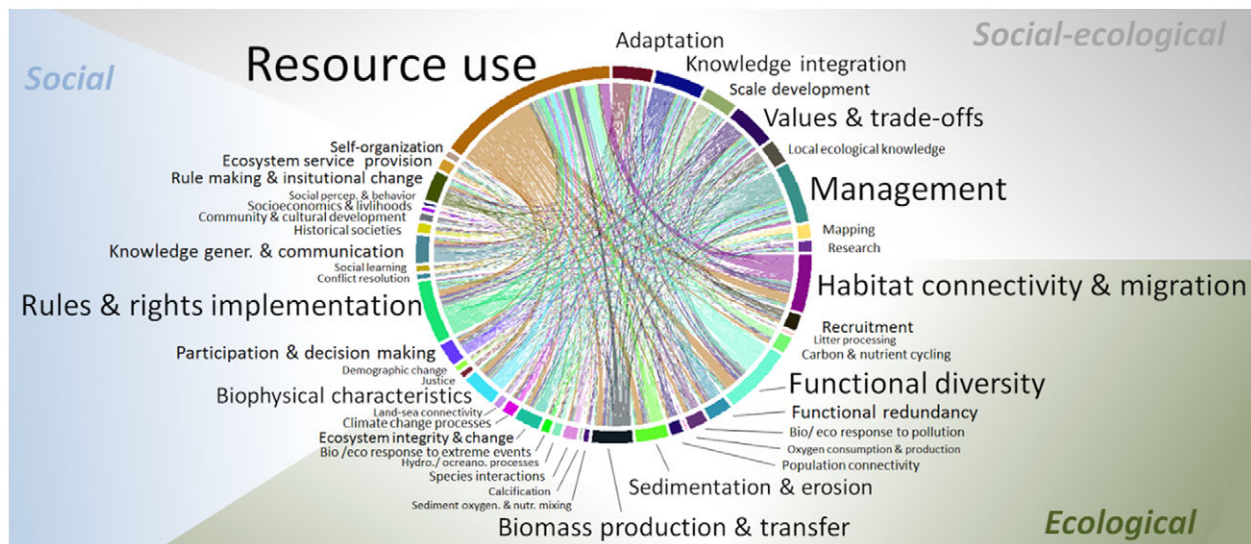 Social
Social-ecological
Ecological
Resource use
Adaptation
Knowledge integration
Scale development
Values & trade-offs
Local ecological knowledge
Management
Mapping
Research
Habitat connectivity & migration
Recruitment
Litter processing
Carbon & nutrient cycling
Functional diversity
Functional redundancy
Bio/ eco response to pollution
Oxygen consumption & production
Population connectivity
Sedimentation & erosion
Biomass production & transfer
Sediment oxygen. & nutr. mixing
Calcification
Species interactions
Hydro./ ocreano. processes
Bio /eco response to extreme events
Ecosystem integrity & change
Climate change processes
Land-sea connectivity
Biophysical characteristics
Justice
Demographic change
Participation & decision making
Rules & rights implementation
Conflict resolution
Social learning
Knowledge gener. & communication
Historical societies
Community & cultural development
Socioeconomics & livlihoods
Social percep. & behavior
Rule making & insitutional change
Ecosystem service provision
Self-organization